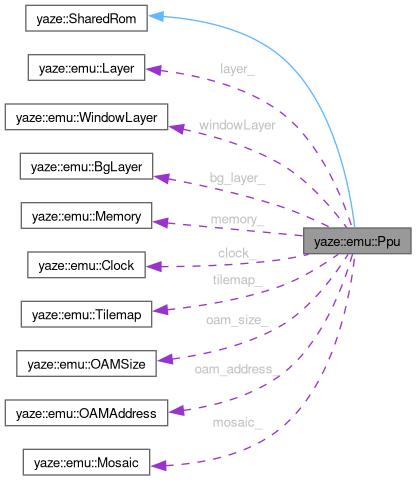 yaze::SharedRom
yaze::emu::Layer
layer_
yaze::emu::WindowLayer
windowLayer
yaze::emu::BgLayer
bg_layer_
yaze::emu::Memory
memory_
yaze::emu::Ppu
yaze::emu::Clock
clock_
yaze::emu::Tilemap
tilemap_
yaze::emu::OAMSize
oam_size_
yaze::emu::OAMAddress
oam_address_
yaze::emu::Mosaic
mosaic_